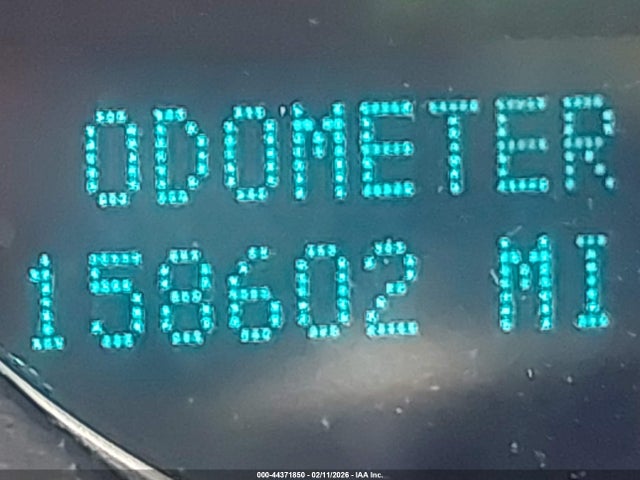 ODOMETER
158602 MI
000-44371850 - 02/11/2026 - IAA Inc.